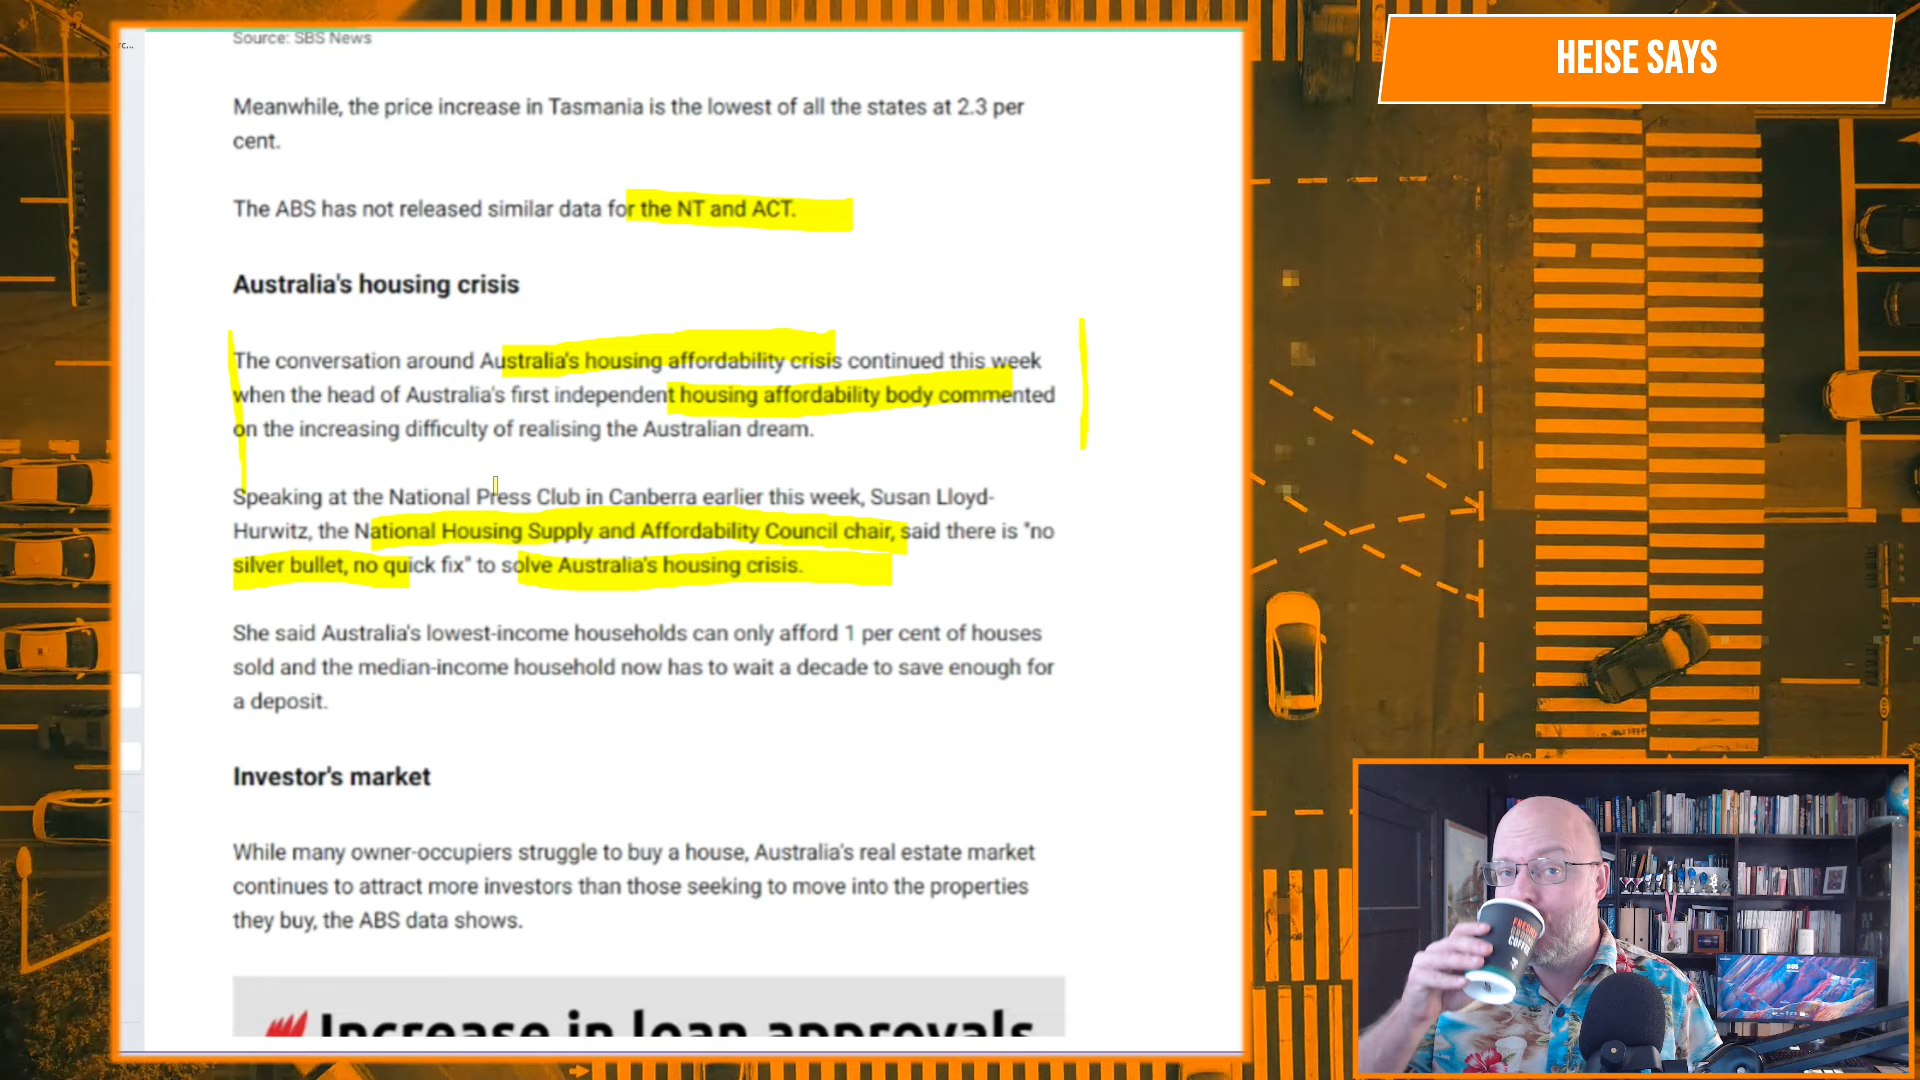 HEISE SAYS
Source: SBS News
Meanwhile, the price increase in Tasmania is the lowest of all the states at 2.3 per
cent.
The ABS has not released similar data for the NT and ACT.
Australia's housing crisis
The conversation around Australia's housing affordability crisis continued this week
when the head of Australia's first independent housing affordability body commented
on the increasing difficulty of realising the Australian dream.
Speaking at the National Press Club in Canberra earlier this week, Susan Lloyd-
Hurwitz, the National Housing Supply and Affordability Council chair, said there is "no
silver bullet, no quick fix" to solve Australia's housing crisis.
She said Australia's lowest-income households can only afford 1 per cent of houses
sold and the median-income household now has to wait a decade to save enough for
a deposit.
Investor's market
While many owner-occupiers struggle to buy a house, Australia's real estate market
continues to attract more investors than those seeking to move into the properties
they buy, the ABS data shows.
Increase in loan approvals
COFFEE